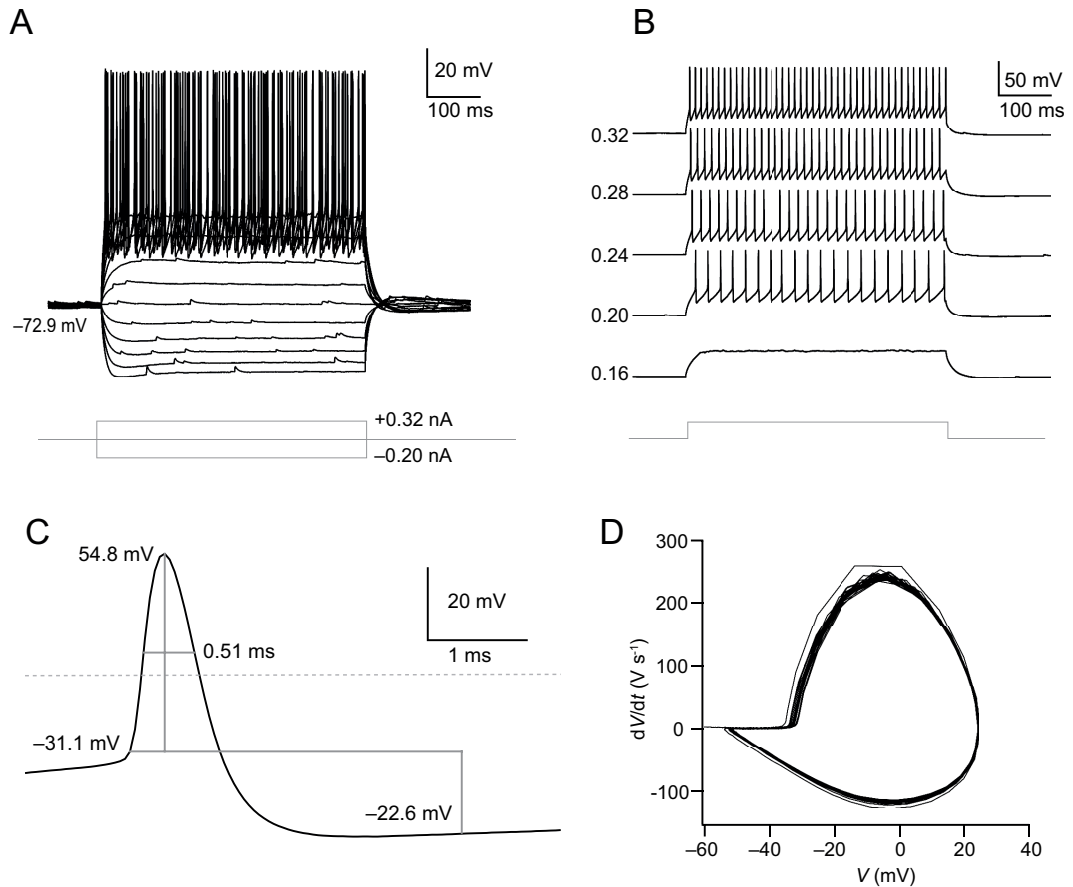 A
20 mV
100 ms
–72.9 mV
+0.32 nA
–0.20 nA
B
50 mV
100 ms
0.32
0.28
0.24
0.20
0.16
C
54.8 mV
20 mV
1 ms
0.51 ms
–31.1 mV
–22.6 mV
D
300
200
100
0
-100
dV/dt (V s-1)
–60 –40 –20 0 20 40
V (mV)